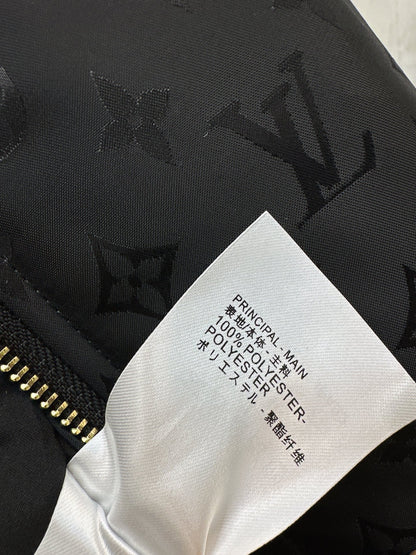 LV
PRINCIPAL - MAIN
表地/本体 - 主料
100% POLYESTER-
POLYESTER
ポリエステル - 聚酯纤维